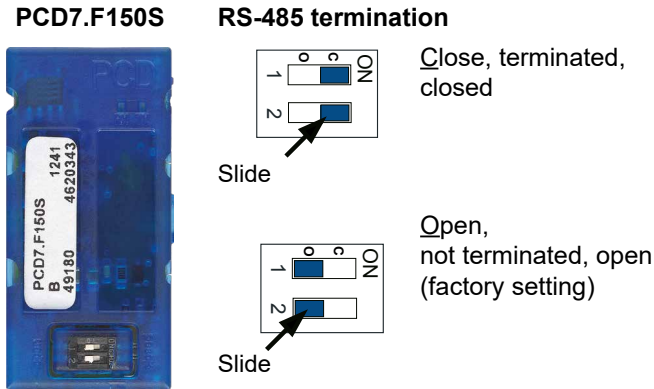 PCD7.F150S
RS-485 termination
PCD
PCD7.F150S
B
49180
1241
4620343
o c
ON
1
2
Slide
Close, terminated,
closed
o c
ON
1
2
Slide
Open,
not terminated, open
(factory setting)